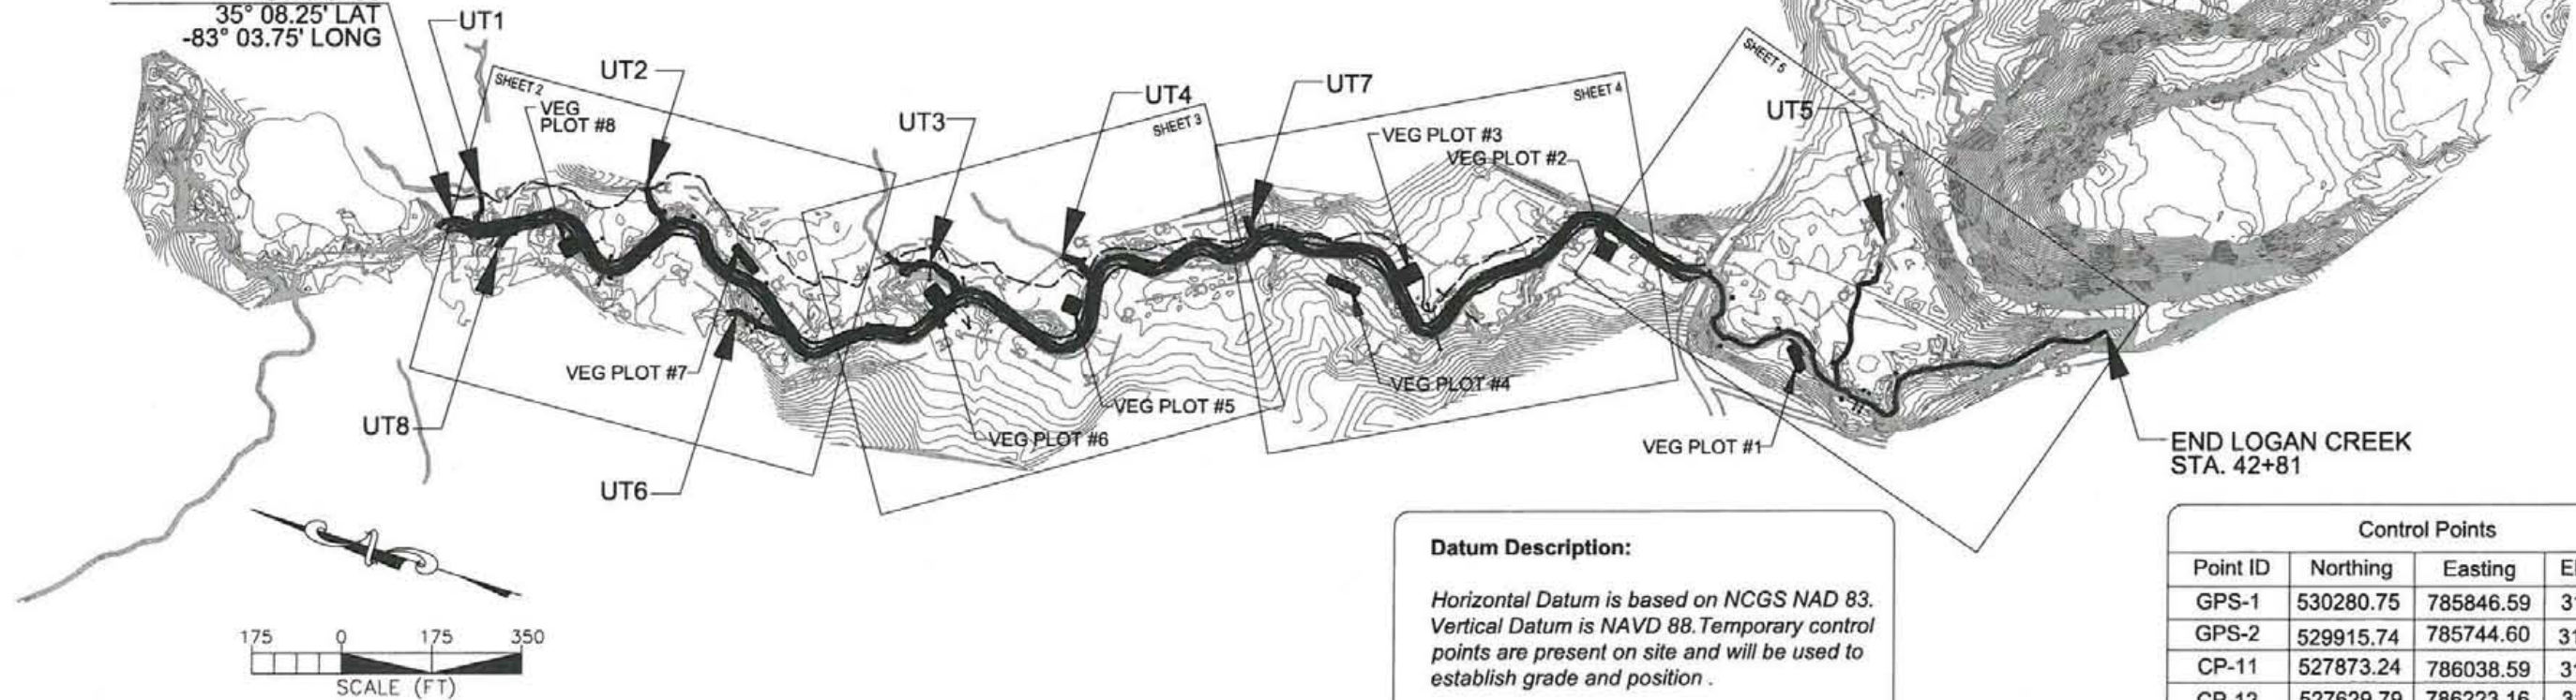 35° 08.25' LAT
-83° 03.75' LONG
UT1
SHEET 2
VEG
PLOT #8
UT2
UT3
UT4
SHEET 3
UT7
SHEET 4
VEG PLOT #3
VEG PLOT #2
SHEET 5
UT5
VEG PLOT #7
UT8
UT6
VEG PLOT #6
VEG PLOT #5
VEG PLOT #4
VEG PLOT #1
END LOGAN CREEK
STA. 42+81
175 0 175 350
SCALE (FT)
Datum Description:
Horizontal Datum is based on NCGS NAD 83.
Vertical Datum is NAVD 88. Temporary control
points are present on site and will be used to
establish grade and position .
Control Points
Point ID Northing Easting
GPS-1 530280.75 785846.59
GPS-2 529915.74 785744.60
CP-11 527873.24 786038.59